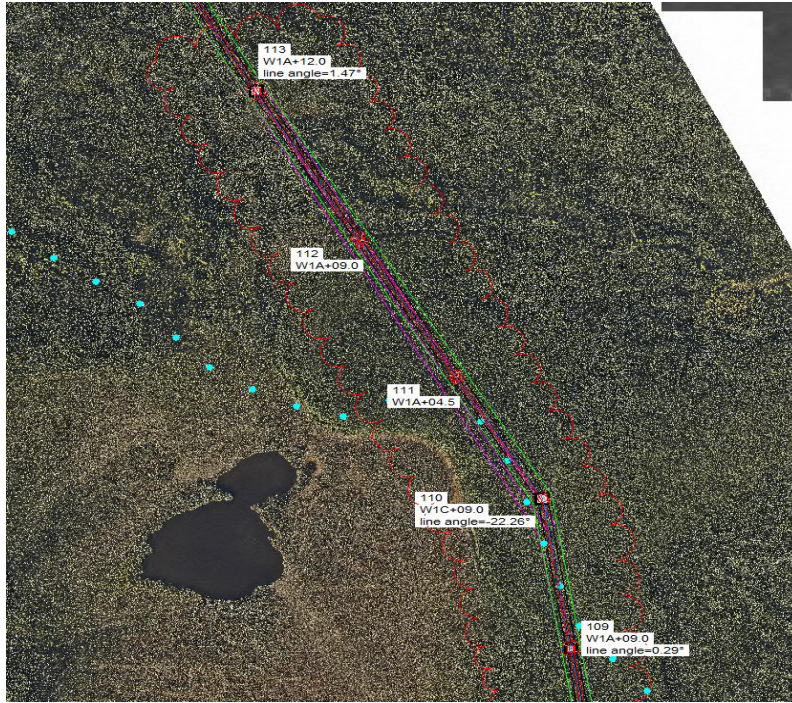 113
W1A+12.0
line angle=1.47°
112
W1A+09.0
111
W1A+04.5
110
W1C+09.0
line angle=-22.26°
109
W1A+09.0
line angle=0.29°